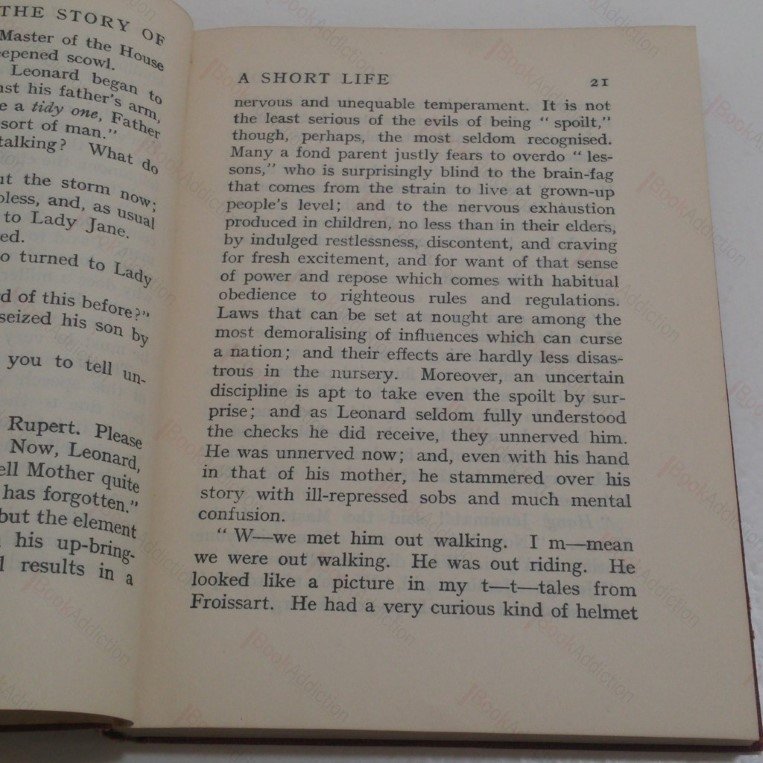 THE STORY OF
Master of the House
eepened scowl.
Leonard began to
nst his father's arm,
e a tidy one, Father
sort of man."
talking? What do
ut the storm now;
pless, and, as usual
to Lady Jane.
ed.
o turned to Lady
d of this before?"
seized his son by
you to tell un-
Rupert. Please
Now, Leonard,
ell Mother quite
has forgotten."
but the element
his up-bring-
l results in a
A SHORT LIFE 21
nervous and unequable temperament. It is not
the least serious of the evils of being "spoilt,"
though, perhaps, the most seldom recognised.
Many a fond parent justly fears to overdo "les-
sons," who is surprisingly blind to the brain-fag
that comes from the strain to live at grown-up
people's level; and to the nervous exhaustion
produced in children, no less than in their elders,
by indulged restlessness, discontent, and craving
for fresh excitement, and for want of that sense
of power and repose which comes with habitual
obedience to righteous rules and regulations.
Laws that can be set at nought are among the
most demoralising of influences which can curse
a nation; and their effects are hardly less disas-
trous in the nursery. Moreover, an uncertain
discipline is apt to take even the spoilt by sur-
prise; and as Leonard seldom fully understood
the checks he did receive, they unnerved him.
He was unnerved now; and, even with his hand
in that of his mother, he stammered over his
story with ill-repressed sobs and much mental
confusion.
"W—we met him out walking. I m—mean
we were out walking. He was out riding. He
looked like a picture in my t—t—tales from
Froissart. He had a very curious kind of helmet
BookAddiction